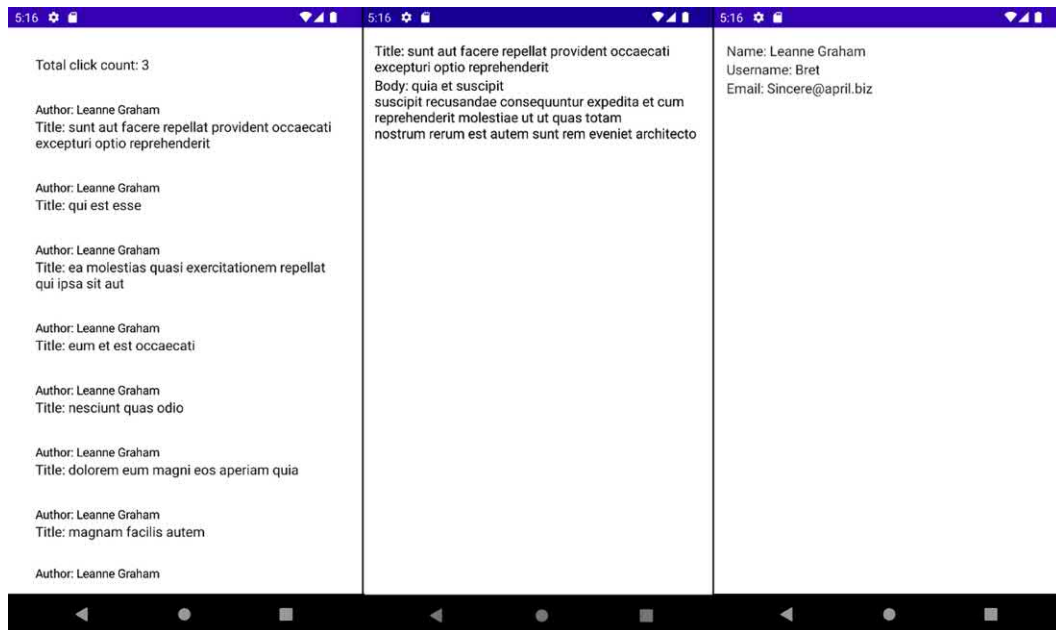 5:16
Total click count: 3
Author: Leanne Graham
Title: sunt aut facere repellat provident occaecati
excepturi optio reprehenderit
Author: Leanne Graham
Title: qui est esse
Author: Leanne Graham
Title: ea molestias quasi exercitationem repellat
qui ipsa sit aut
Author: Leanne Graham
Title: eum et est occaecati
Author: Leanne Graham
Title: nesciunt quas odio
Author: Leanne Graham
Title: dolorem eum magni eos aperiam quia
Author: Leanne Graham
Title: magnam facilis autem
Author: Leanne Graham
5:16
Title: sunt aut facere repellat provident occaecati
excepturi optio reprehenderit
Body: quia et suscipit
suscipit recusandae consequuntur expedita et cum
reprehenderit molestiae ut ut quas totam
nostrum rerum est autem sunt rem eveniet architecto
5:16
Name: Leanne Graham
Username: Bret
Email: Sincere@april.biz